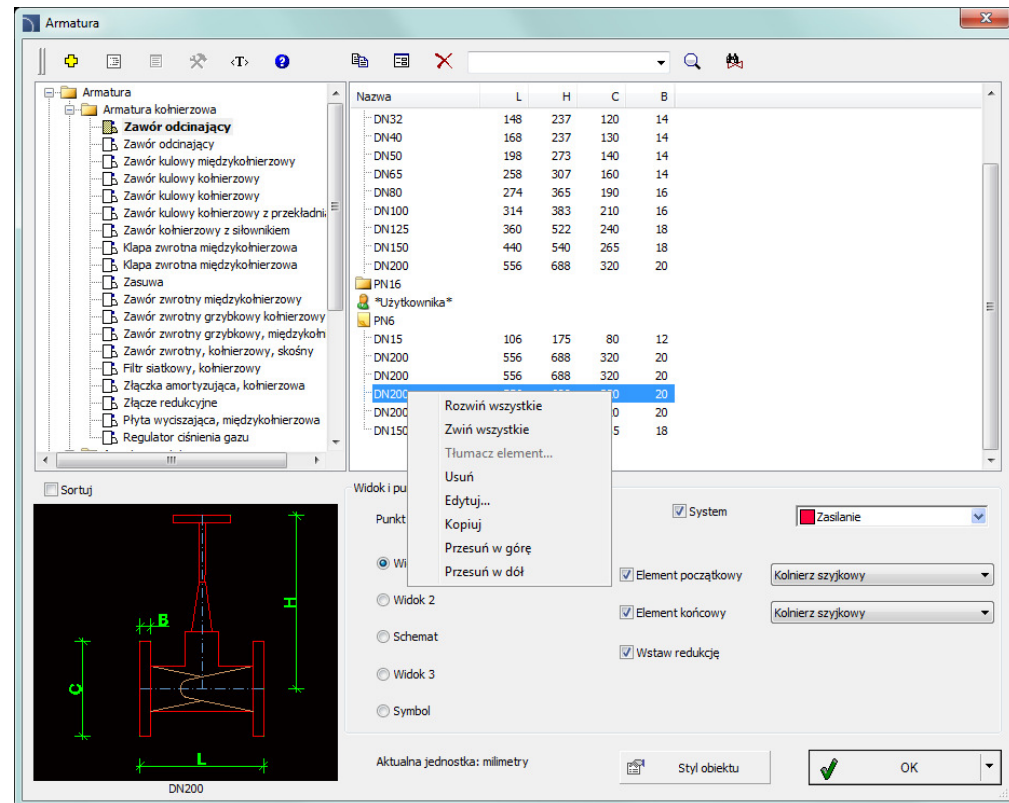 Armatura
Armatura
Armatura kołnierzowa
Zawór odcinający
Zawór odcinający
Zawór kulowy międzykołnierzowy
Zawór kulowy kołnierzowy
Zawór kulowy kołnierzowy
Zawór kulowy kołnierzowy z przekładni
Zawór kołnierzowy z siłownikiem
Klapa zwrotna międzykołnierzowa
Klapa zwrotna międzykołnierzowa
Zasuwa
Zawór zwrotny międzykołnierzowy
Zawór zwrotny grzybkowy kołnierzowy
Zawór zwrotny grzybkowy, międzykołn
Zawór zwrotny, kołnierzowy, skośny
Filtr siatkowy, kołnierzowy
Złączka amortyzująca, kołnierzowa
Złącze redukcyjne
Płyta wyciszająca, międzykołnierzowa
Regulator ciśnienia gazu
Nazwa L H C B
DN32 148 237 120 14
DN40 168 237 130 14
DN50 198 273 140 14
DN65 258 307 160 14
DN80 274 365 190 16
DN100 314 383 210 16
DN125 360 522 240 18
DN150 440 540 265 18
DN200 556 688 320 20
PN16
*Użytkownika*
PN6
DN15 106 175 80 12
DN200 556 688 320 20
DN200 556 688 320 20
DN200 20
DN200 20
DN150 5 18
Rozwiń wszystkie
Zwiń wszystkie
Tłumacz element...
Usuń
Edytuj...
Kopiuj
Przesuń w górę
Przesuń w dół
Sortuj
H
B
C
L
DN200
Widok i pu
Punkt
Wi
Widok 2
Schemat
Widok 3
Symbol
System Zasilanie
Element początkowy Kolnierz szyjkowy
Element końcowy Kolnierz szyjkowy
Wstaw redukcję
Aktualna jednostka: milimetry
Styl obiektu
OK